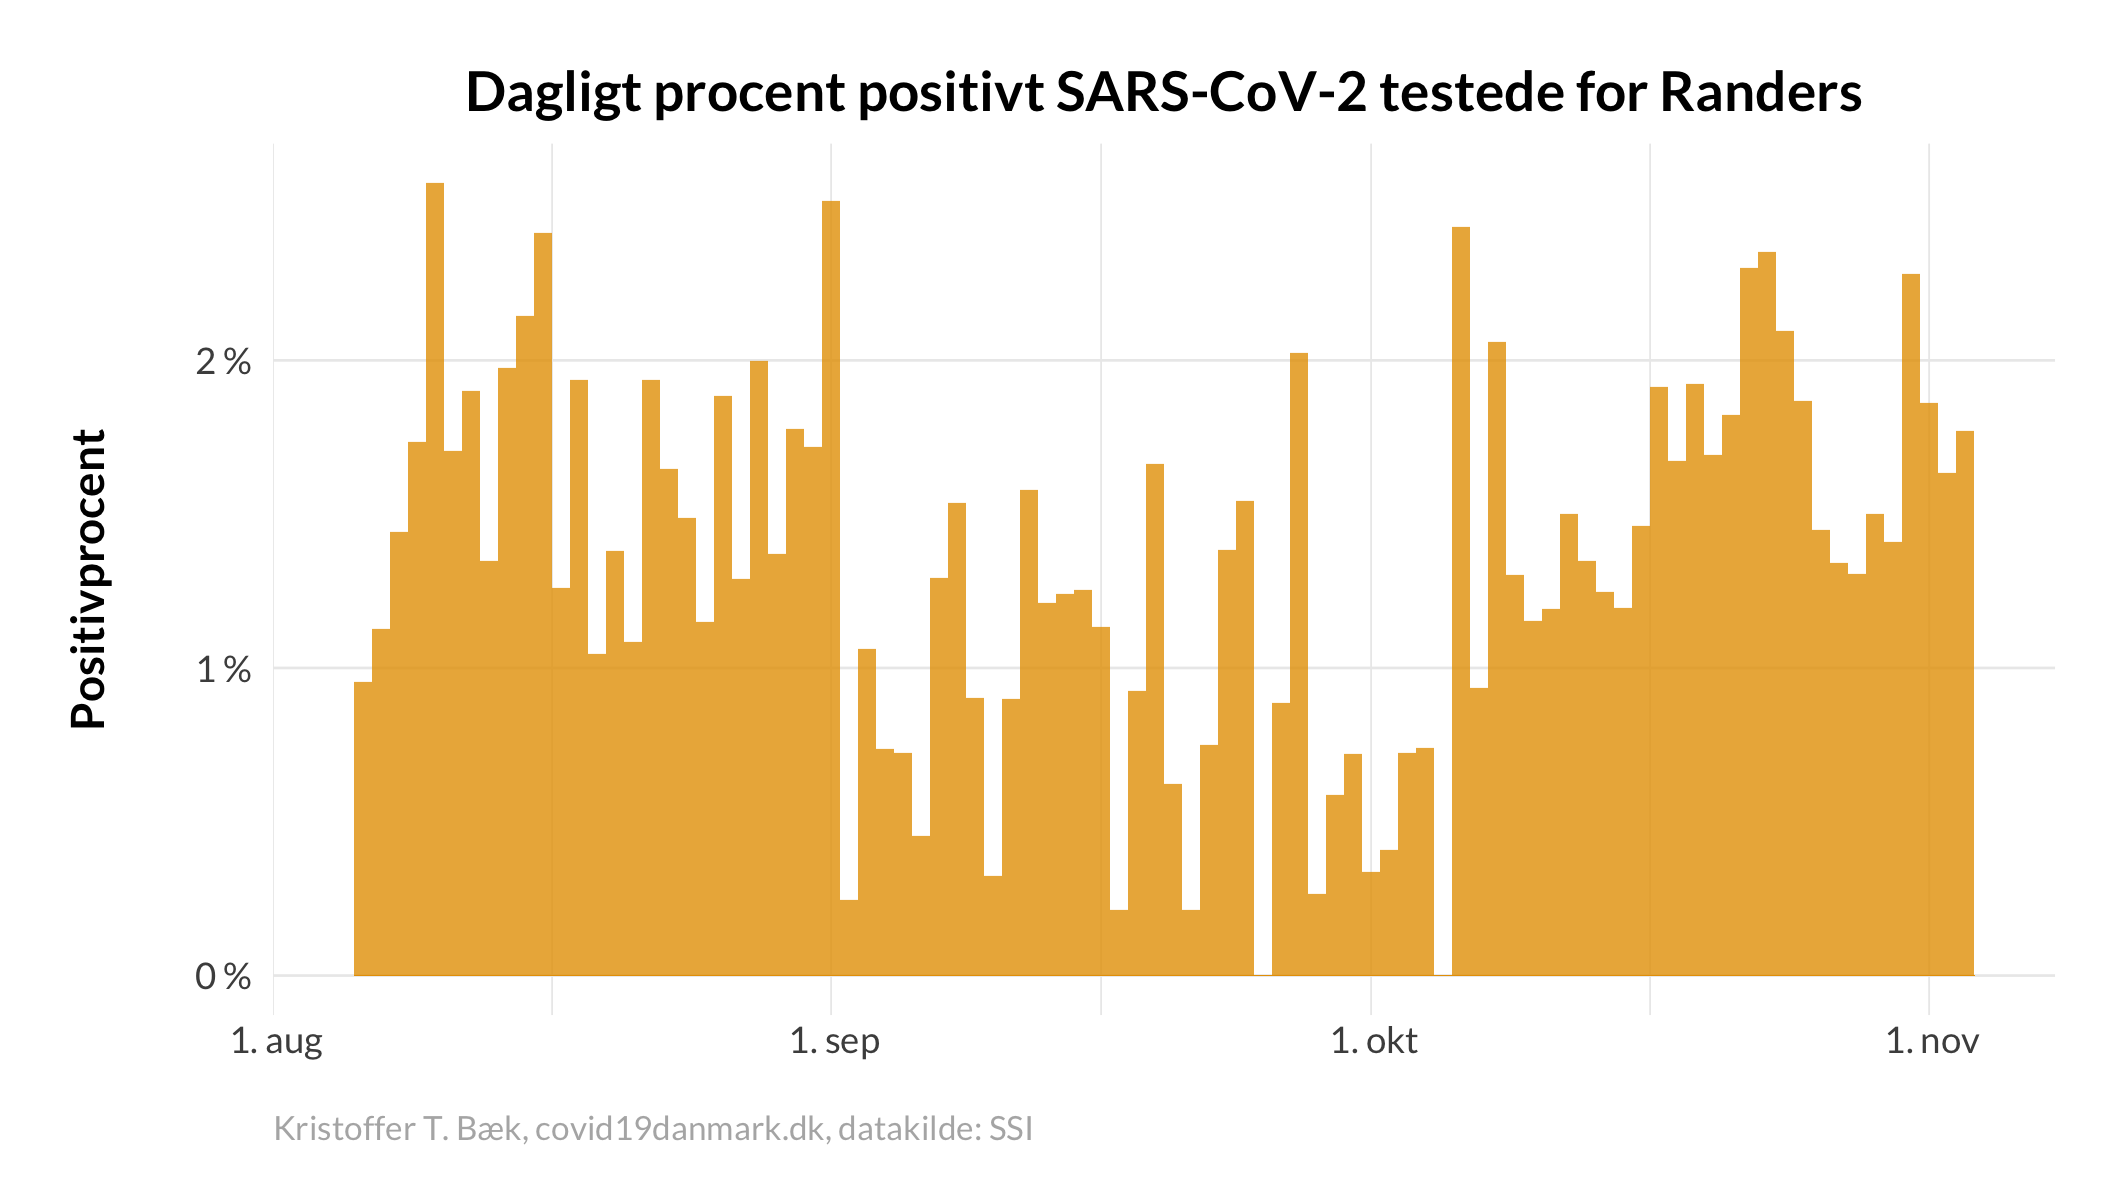 Dagligt procent positivt SARS-CoV-2 testede for Randers
Positivprocent
2 %
1 %
0 %
1. aug
1. sep
1. okt
1. nov
Kristoffer T. Bæk, covid19danmark.dk, datakilde: SSI